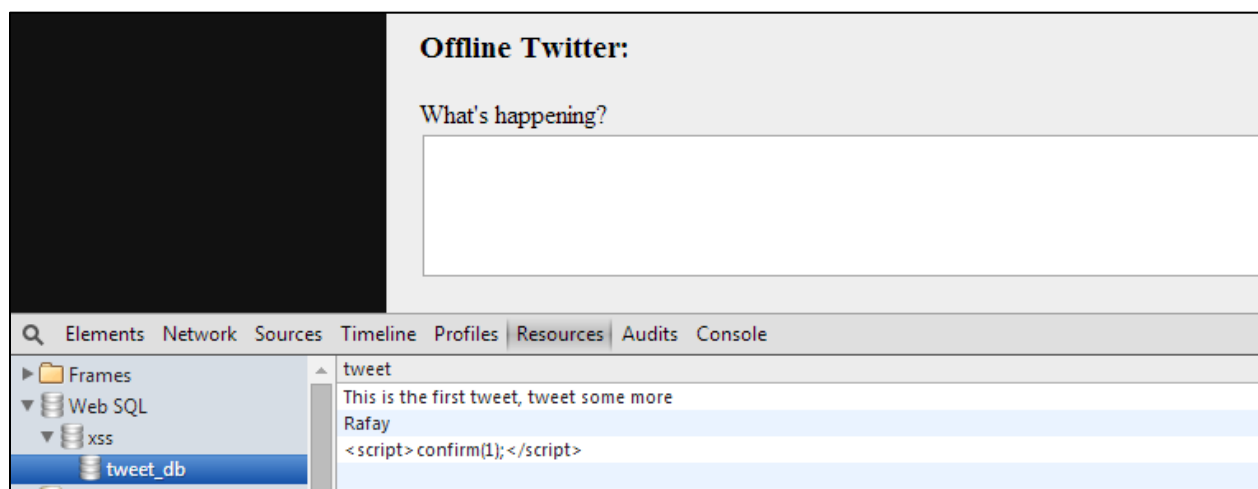 Offline Twitter:
What's happening?
Elements Network Sources Timeline Profiles Resources Audits Console
Frames
Web SQL
xss
tweet_db
tweet
This is the first tweet, tweet some more
Rafay
<script>confirm(1);</script>